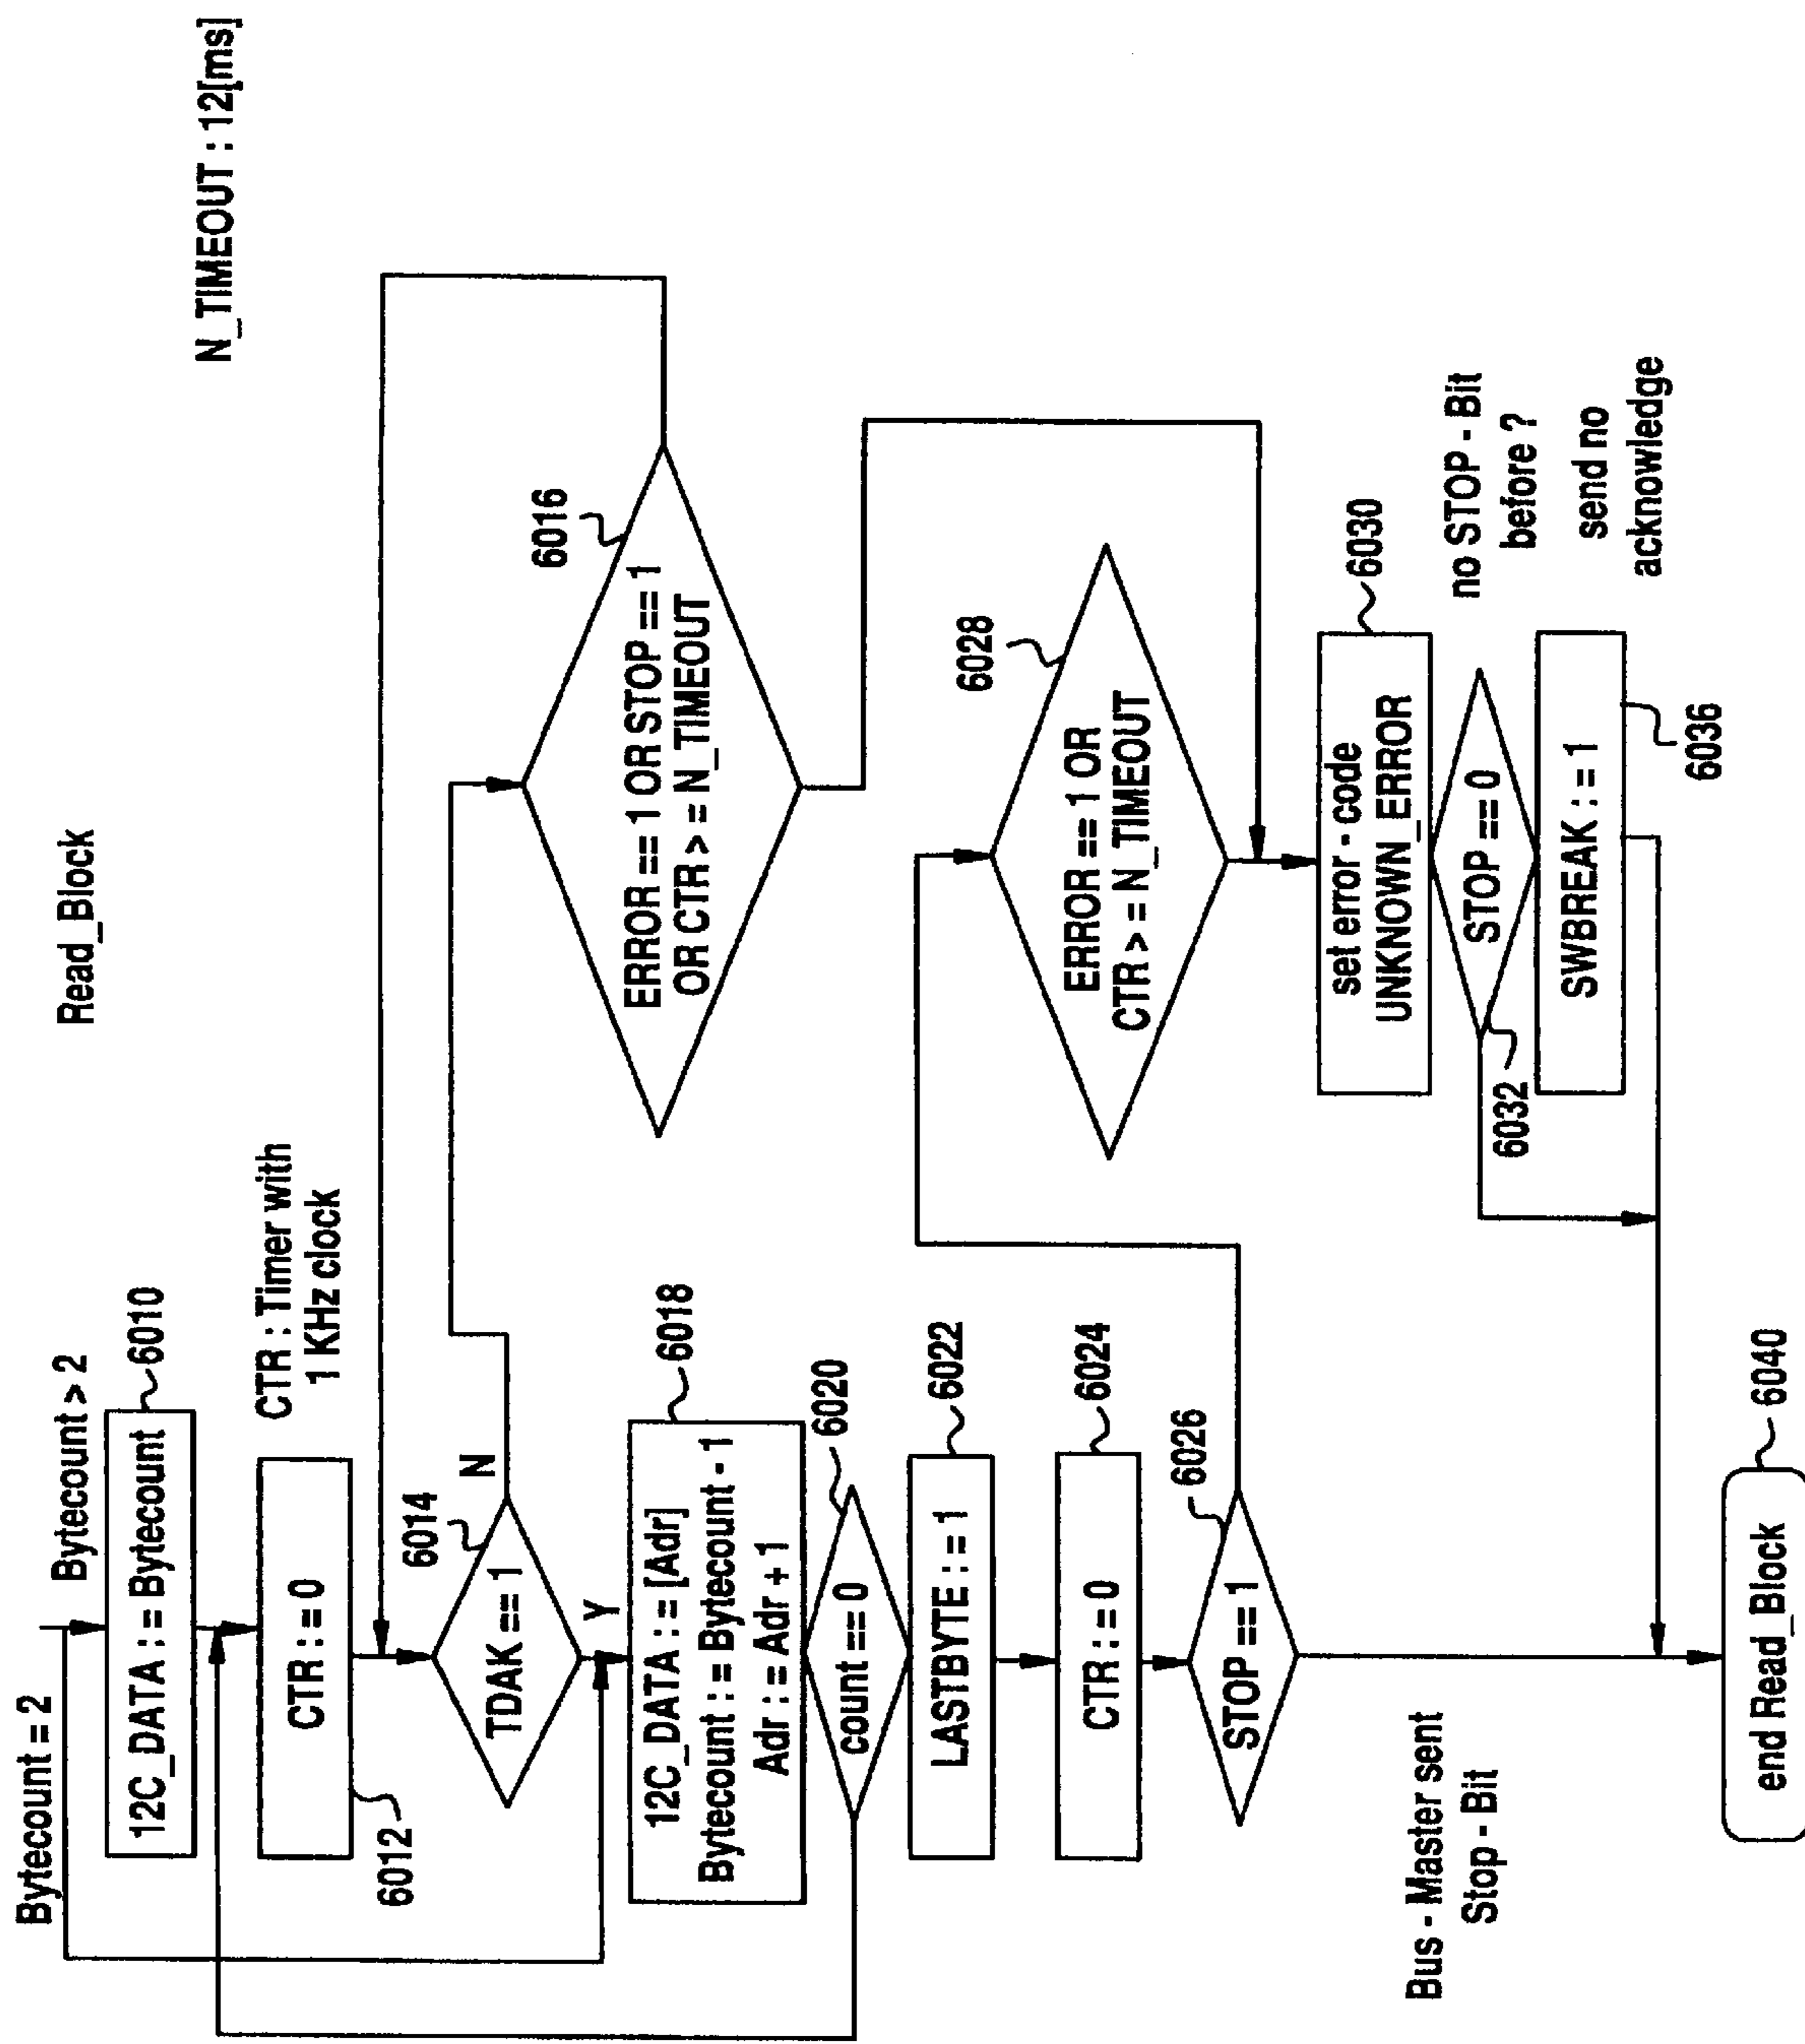 Read_Block
N_TIMEOUT : 12[ms]
Bytecount = 2
Bytecount > 2
12C_DATA : = Bytecount
6010
CTR : Timer with
1 KHz clock
CTR : = 0
6012
TDAK == 1
6014
N
Y
ERROR == 1 OR STOP == 1
OR CTR > = N_TIMEOUT
6016
12C_DATA : = [Adr]
Bytecount : = Bytecount - 1
Adr : = Adr + 1
6018
count == 0
6020
LASTBYTE : = 1
6022
CTR : = 0
6024
STOP == 1
6026
ERROR == 1 OR
CTR > = N_TIMEOUT
6028
set error - code
UNKNOWN_ERROR
6030
STOP == 0
6032
no STOP - Bit
before ?
SWBREAK : = 1
6036
send no
acknowledge
Bus - Master sent
Stop - Bit
end Read_Block
6040